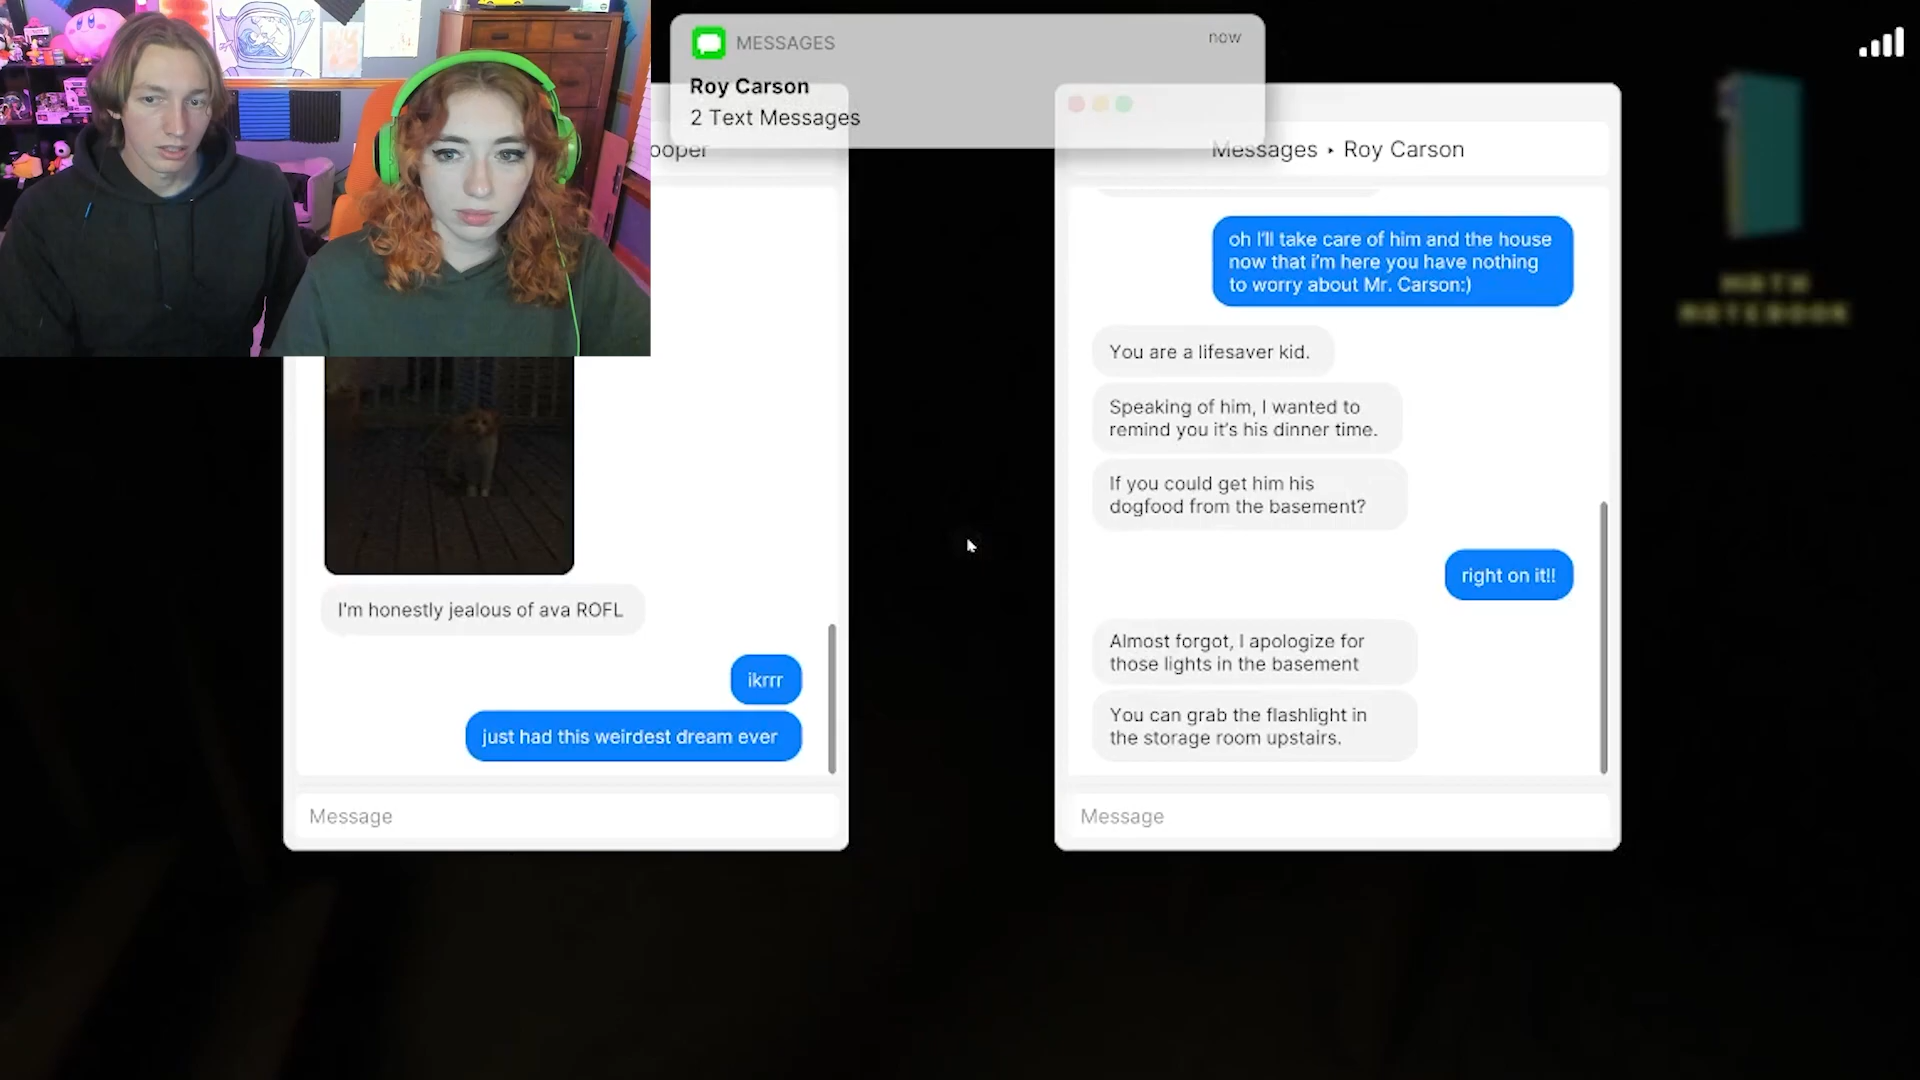 MESSAGES
now
Roy Carson
2 Text Messages
ooper
I'm honestly jealous of ava ROFL
ikrrr
just had this weirdest dream ever
Message
Messages ‣ Roy Carson
oh I'll take care of him and the house
now that i'm here you have nothing
to worry about Mr. Carson:)
You are a lifesaver kid.
Speaking of him, I wanted to
remind you it's his dinner time.
If you could get him his
dogfood from the basement?
right on it!!
Almost forgot, I apologize for
those lights in the basement
You can grab the flashlight in
the storage room upstairs.
Message
MATH
NOTEBOOK